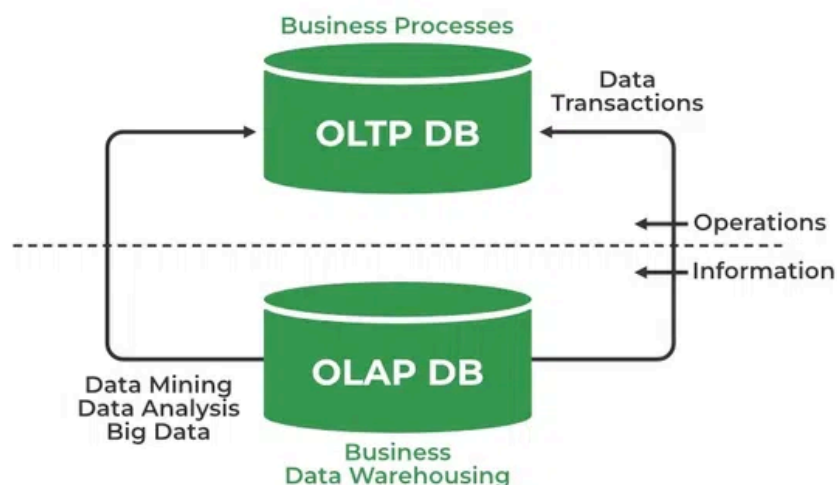 Business Processes
OLTP DB
Data
Transactions
Operations
Information
OLAP DB
Data Mining
Data Analysis
Big Data
Business
Data Warehousing